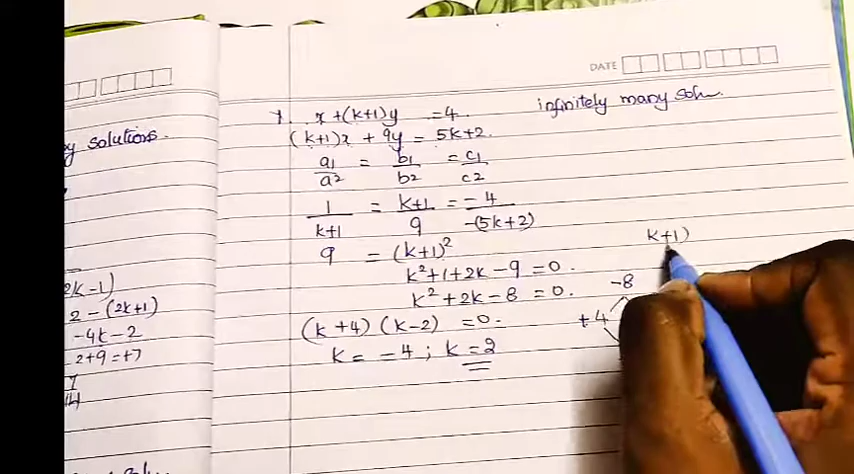 y solutions.
2k-1)
2 - (2k+1)
-4k-2
2+9 = +7
7
14
DATE
7. x + (k+1)y = 4. infinitely many soln.
(k+1)x + 9y = 5k+2.
a1/a2 = b1/b2 = c1/c2
1/(k+1) = (k+1)/9 = -4/-(5k+2)
9 = (k+1)²
k²+1+2k-9 = 0.
k²+2k-8 = 0.
(k+4)(k-2) = 0.
k = -4; k = 2
k+1)
-8
+4